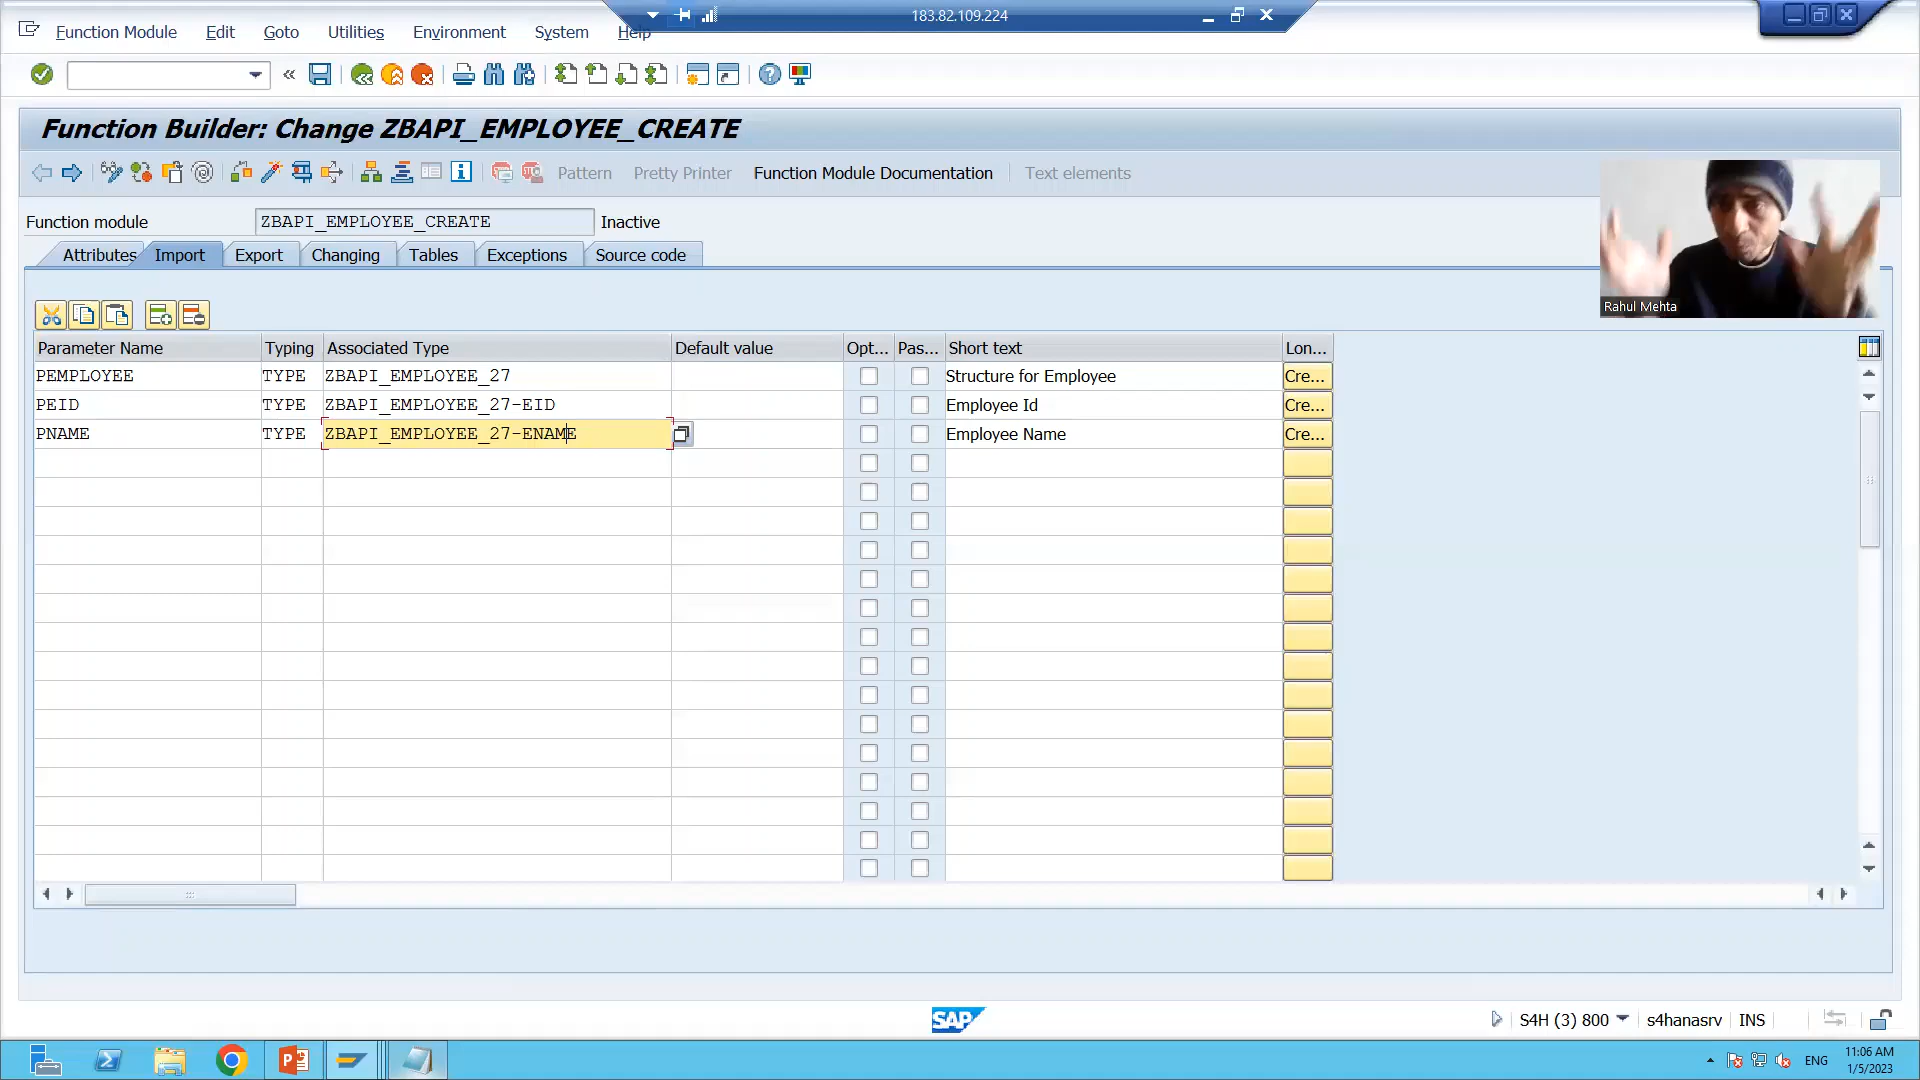 183.82.109.224
Function Module Edit Goto Utilities Environment System Help
Function Builder: Change ZBAPI_EMPLOYEE_CREATE
Pattern Pretty Printer Function Module Documentation Text elements
Function module ZBAPI_EMPLOYEE_CREATE Inactive
Attributes Import Export Changing Tables Exceptions Source code
Rahul Mehta
Parameter Name Typing Associated Type Default value Opt... Pas... Short text Lon...
PEMPLOYEE TYPE ZBAPI_EMPLOYEE_27 Structure for Employee Cre...
PEID TYPE ZBAPI_EMPLOYEE_27-EID Employee Id Cre...
PNAME TYPE ZBAPI_EMPLOYEE_27-ENAME Employee Name Cre...
SAP
S4H (3) 800 s4hanasrv INS
ENG 11:06 AM
1/5/2023